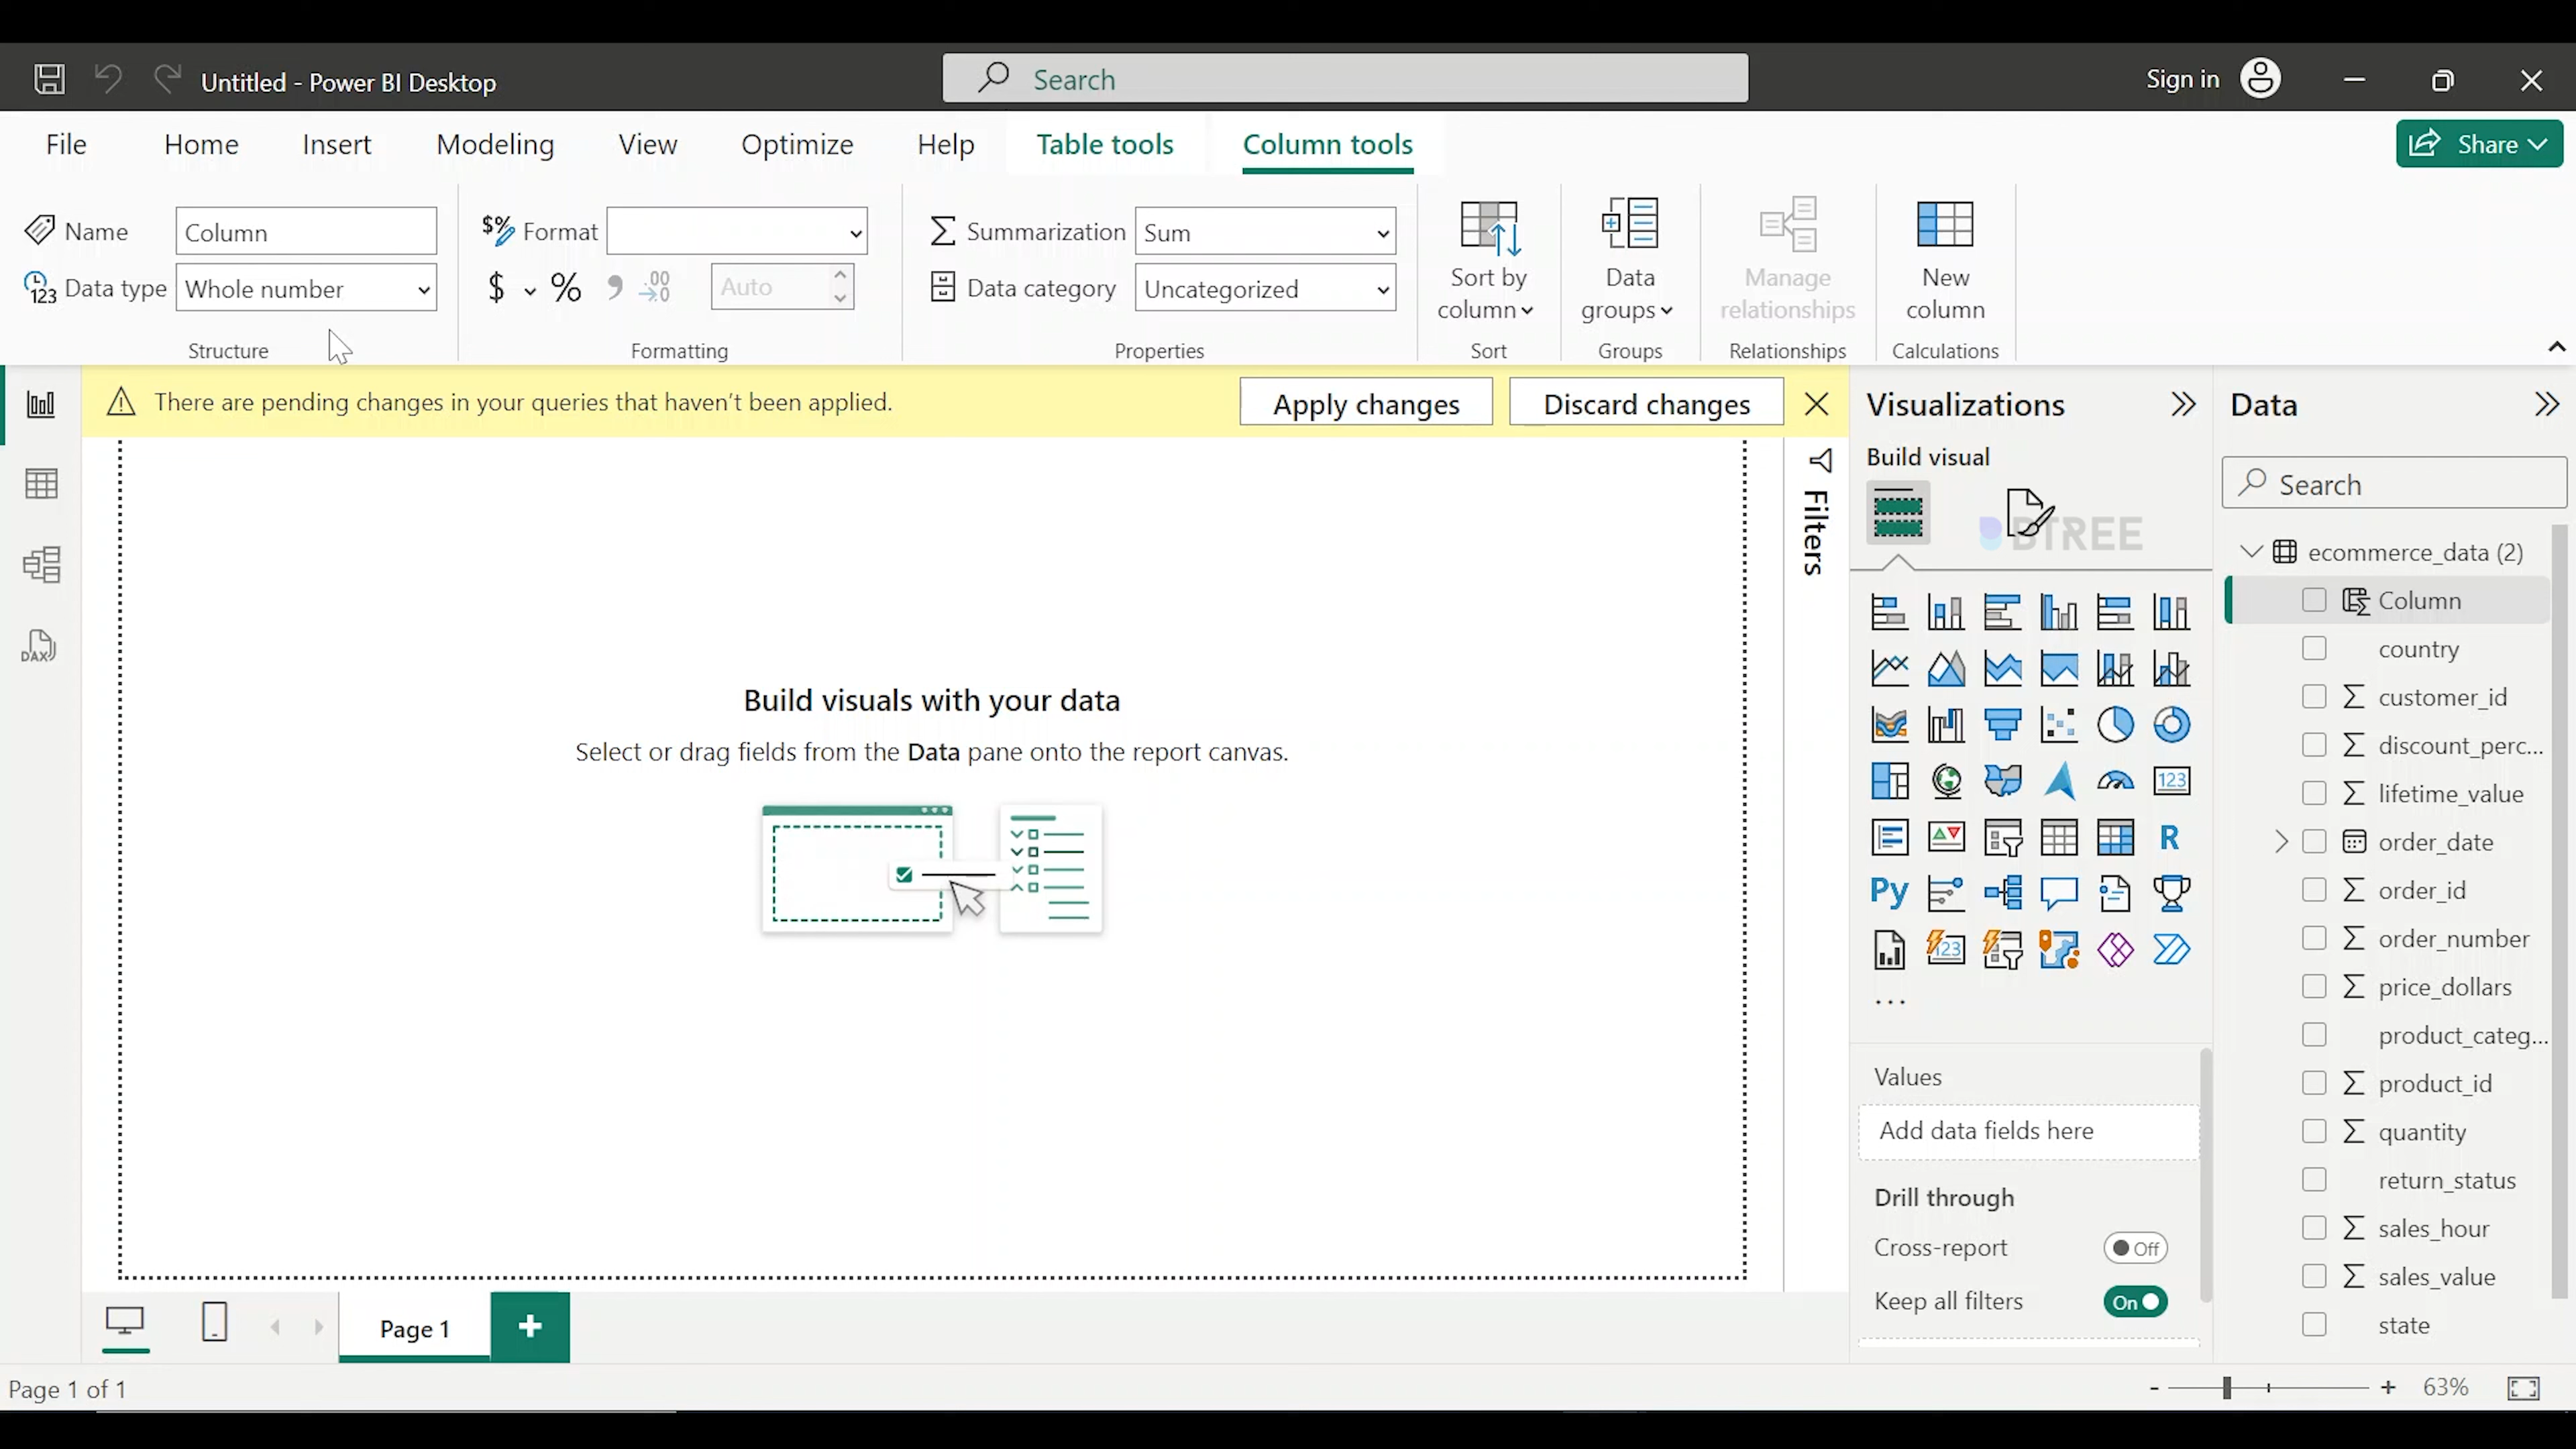 Untitled - Power BI Desktop
Search
Sign in
File
Home
Insert
Modeling
View
Optimize
Help
Table tools
Column tools
Share
Name
Column
Data type
Whole number
Structure
Format
$
%
Auto
Formatting
Summarization
Sum
Data category
Uncategorized
Properties
Sort by
column
Sort
Data
groups
Groups
Manage
relationships
Relationships
New
column
Calculations
There are pending changes in your queries that haven't been applied.
Apply changes
Discard changes
DAX
Build visuals with your data
Select or drag fields from the Data pane onto the report canvas.
Filters
Visualizations
Build visual
BTREE
123
R
Py
123
...
Values
Add data fields here
Drill through
Cross-report
Off
Keep all filters
On
Data
Search
ecommerce_data (2)
Column
country
customer_id
discount_perc...
lifetime_value
order_date
order_id
order_number
price_dollars
product_categ...
product_id
quantity
return_status
sales_hour
sales_value
state
Page 1
Page 1 of 1
- + 63%